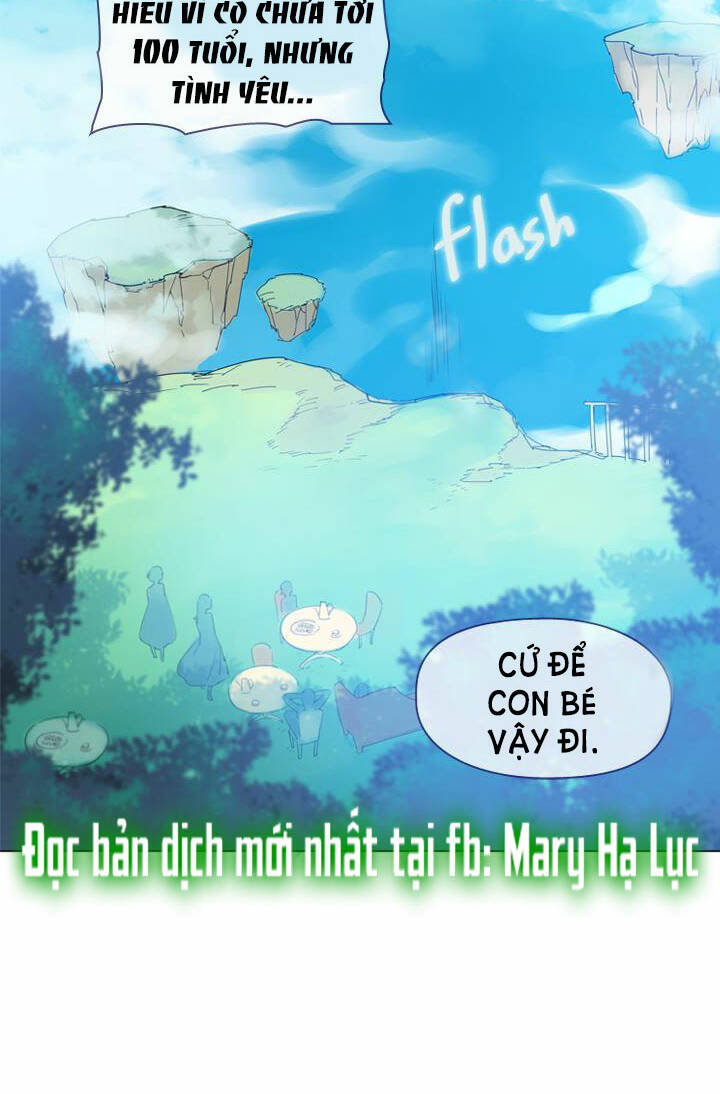 HIỂU VÌ CÓ CHƯA TỚI
100 TUỔI, NHƯNG
TÌNH YÊU...
flash
CỨ ĐỂ
CON BÉ
VẬY ĐI.
Đọc bản dịch mới nhất tại fb: Mary Hạ Lục